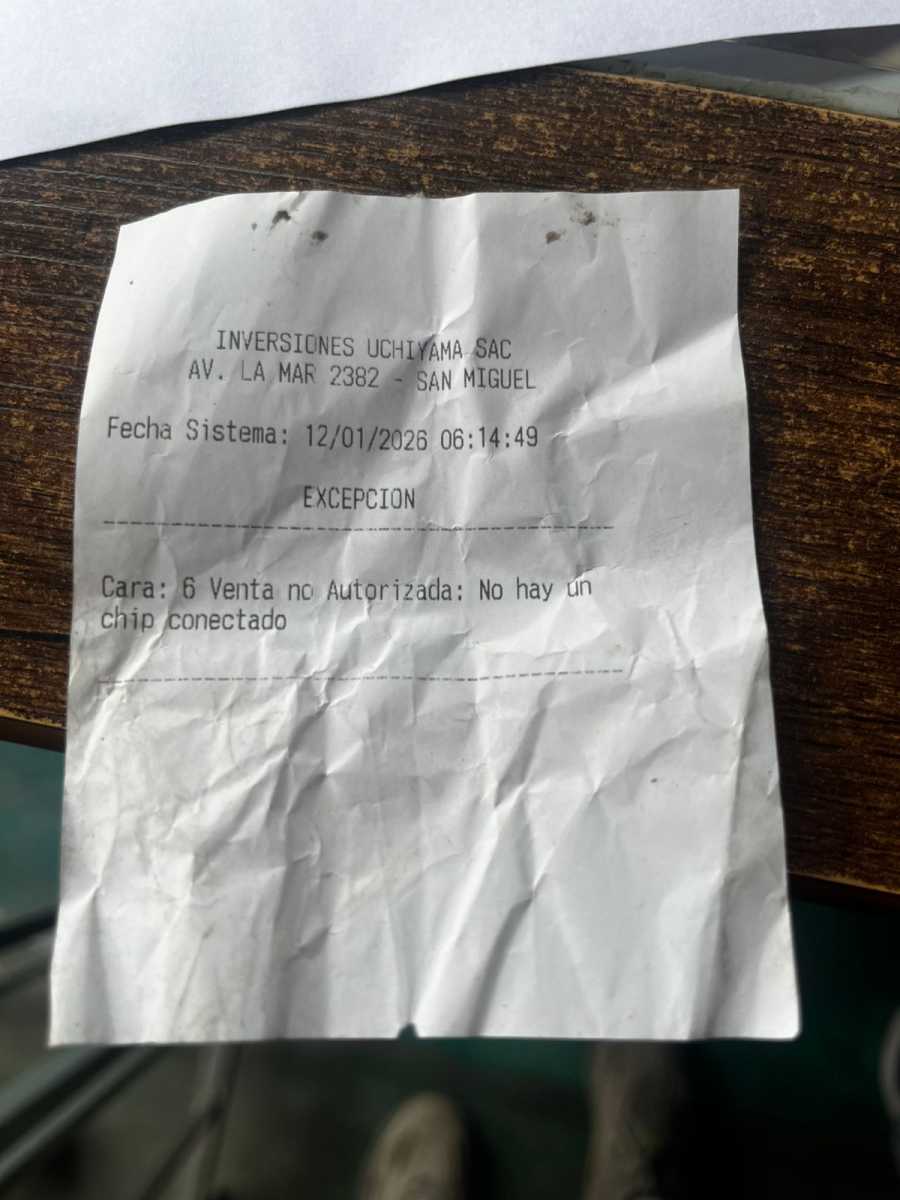 INVERSIONES UCHIYAMA SAC
AV. LA MAR 2382 - SAN MIGUEL
Fecha Sistema: 12/01/2026 06:14:49
EXCEPCION
Cara: 6 Venta no Autorizada: No hay un
chip conectado